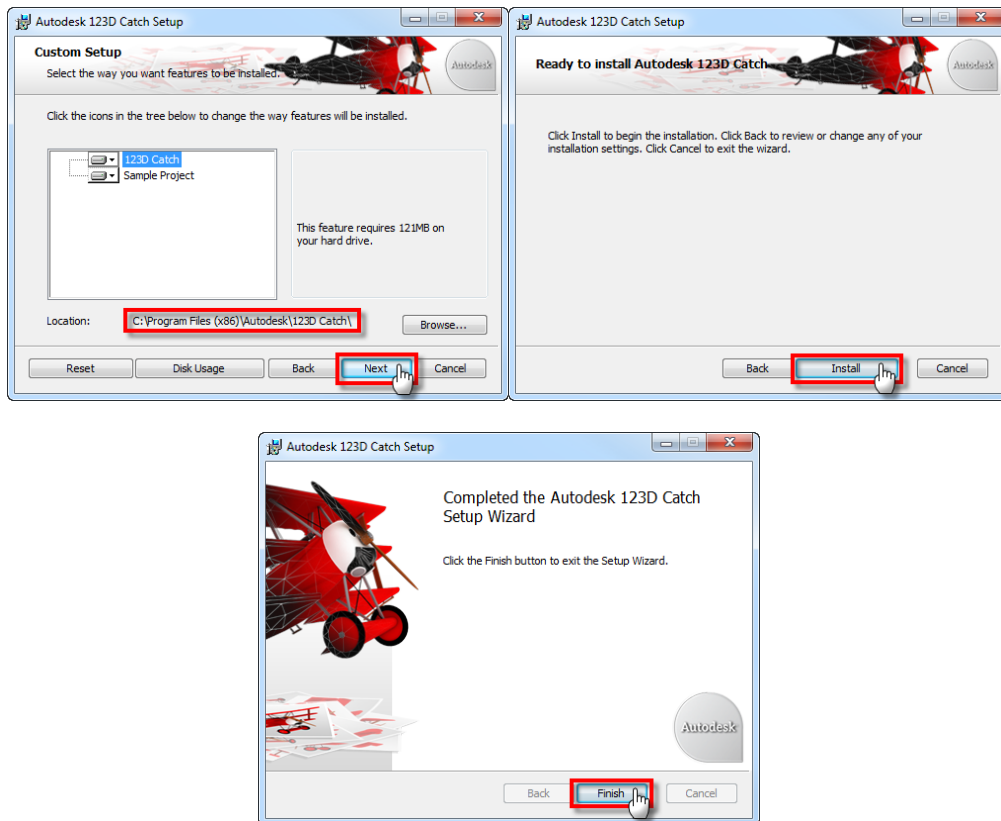 Autodesk 123D Catch Setup
Custom Setup
Select the way you want features to be installed.
Autodesk
Click the icons in the tree below to change the way features will be installed.
123D Catch
Sample Project
This feature requires 121MB on
your hard drive.
Location:
C:\Program Files (x86)\Autodesk\123D Catch\
Browse...
Reset
Disk Usage
Back
Next
Cancel
Autodesk 123D Catch Setup
Ready to install Autodesk 123D Catch
Autodesk
Click Install to begin the installation. Click Back to review or change any of your
installation settings. Click Cancel to exit the wizard.
Back
Install
Cancel
Autodesk 123D Catch Setup
Completed the Autodesk 123D Catch
Setup Wizard
Click the Finish button to exit the Setup Wizard.
Autodesk
Back
Finish
Cancel